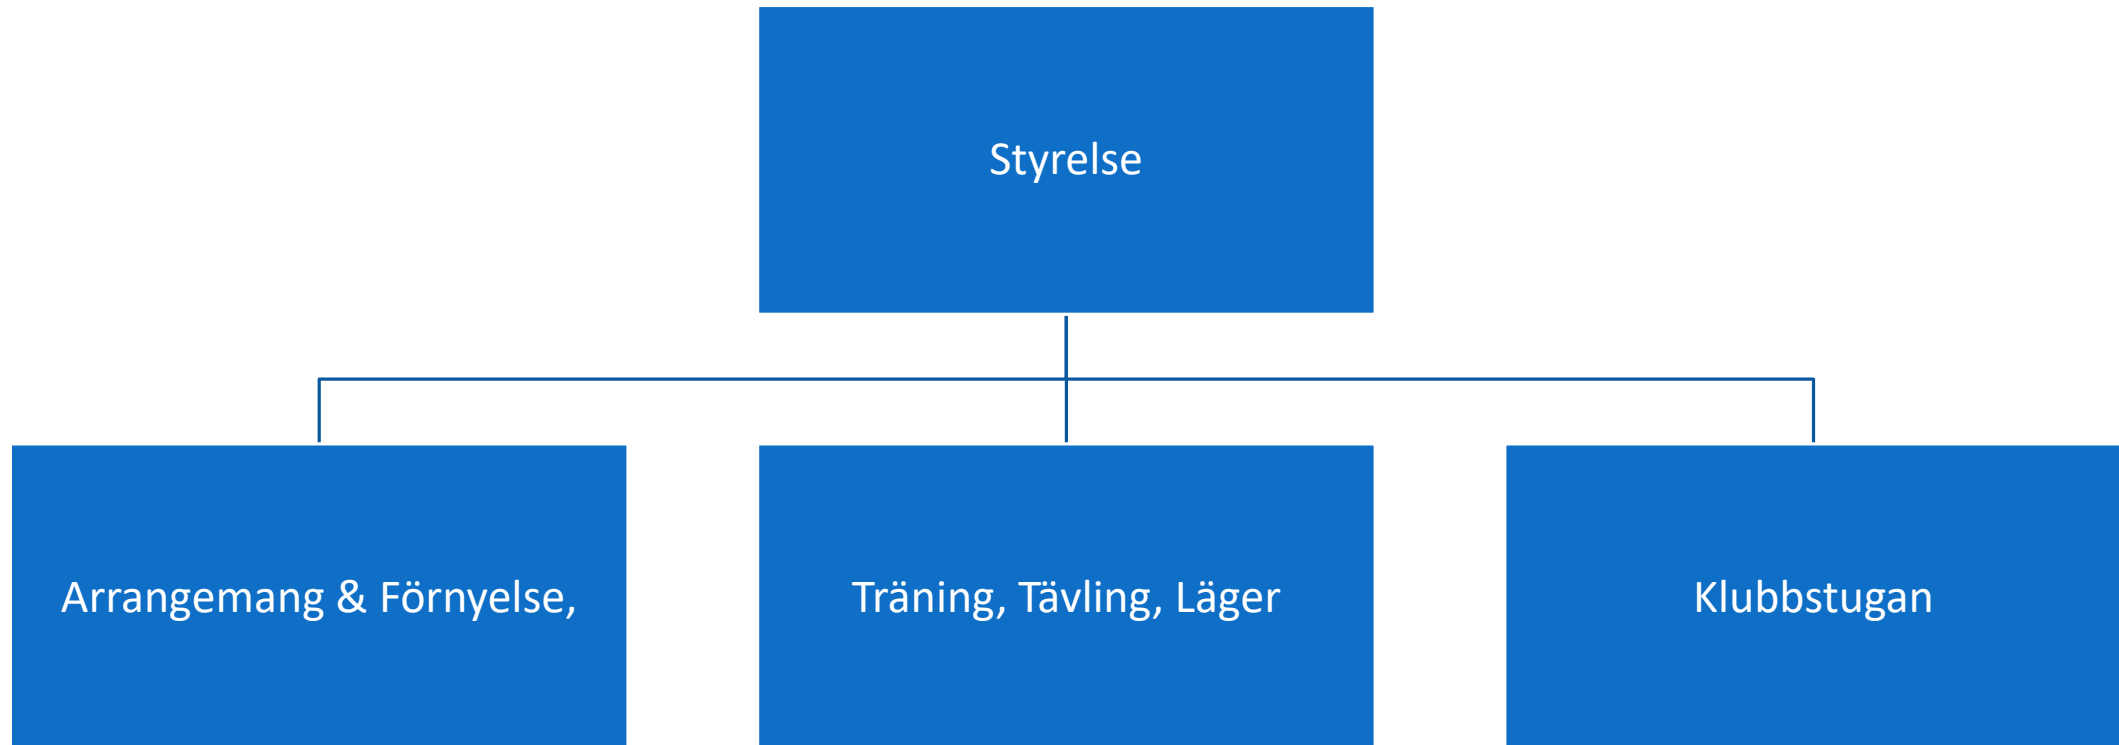 Styrelse
Arrangemang & Förnyelse,
Träning, Tävling, Läger
Klubbstugan